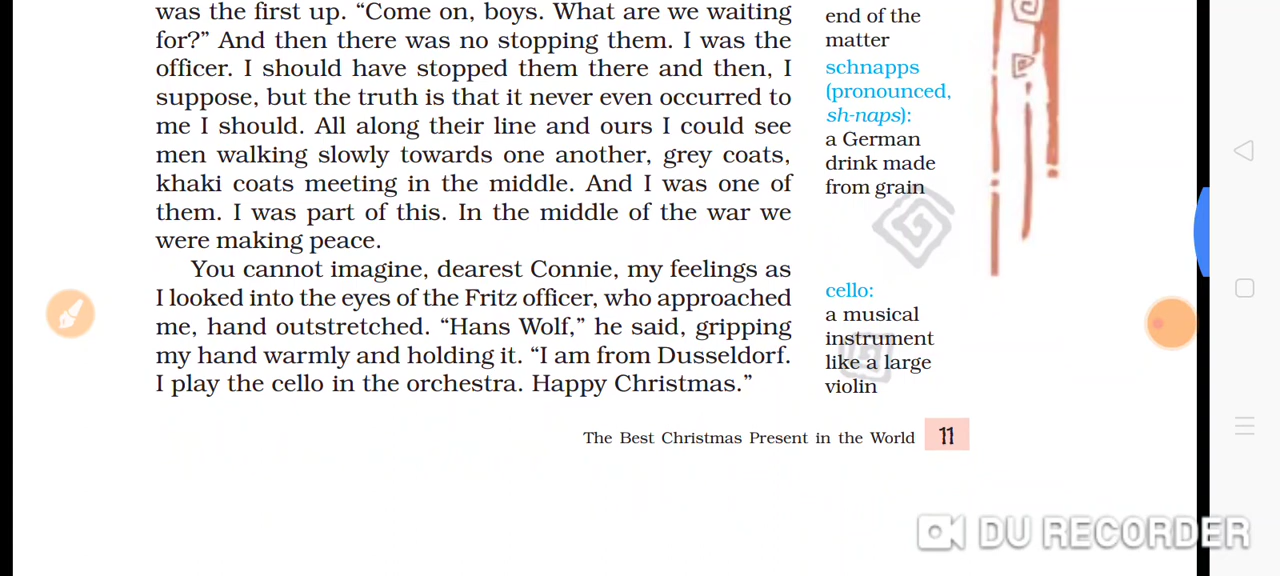 was the first up. “Come on, boys. What are we waiting
for?” And then there was no stopping them. I was the
officer. I should have stopped them there and then, I
suppose, but the truth is that it never even occurred to
me I should. All along their line and ours I could see
men walking slowly towards one another, grey coats,
khaki coats meeting in the middle. And I was one of
them. I was part of this. In the middle of the war we
were making peace.
You cannot imagine, dearest Connie, my feelings as
I looked into the eyes of the Fritz officer, who approached
me, hand outstretched. “Hans Wolf,” he said, gripping
my hand warmly and holding it. “I am from Dusseldorf.
I play the cello in the orchestra. Happy Christmas.”
end of the
matter
schnapps
(pronounced,
sh-naps):
a German
drink made
from grain
cello:
a musical
instrument
like a large
violin
The Best Christmas Present in the World 11
DU RECORDER